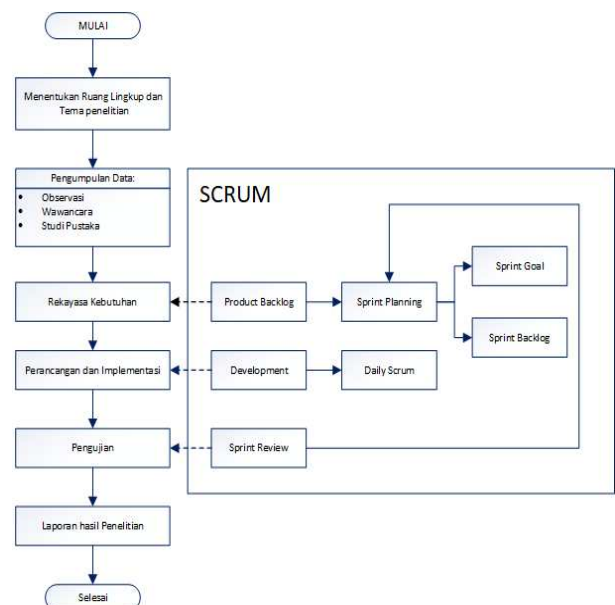 MULAI
Menentukan Ruang Lingkup dan
Tema penelitian
Pengumpulan Data:
• Observasi
• Wawancara
• Studi Pustaka
SCRUM
Sprint Goal
Rekayasa Kebutuhan
Product Backlog
Sprint Planning
Sprint Backlog
Perancangan dan Implementasi
Development
Daily Scrum
Pengujian
Sprint Review
Laporan hasil Penelitian
Selesai